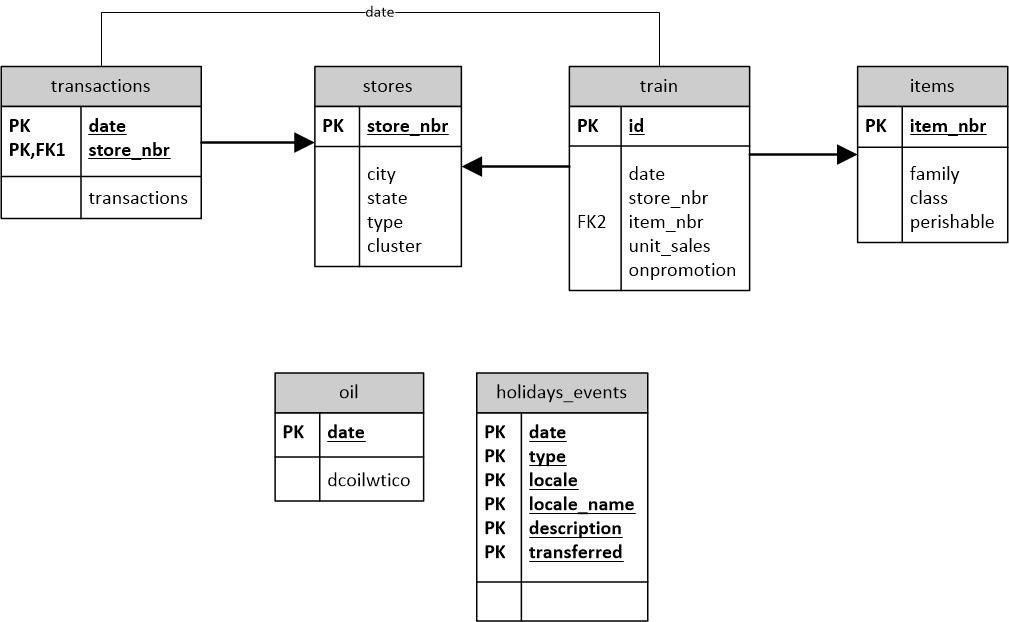 date
transactions
PK date
PK,FK1 store_nbr
transactions
stores
PK store_nbr
city
state
type
cluster
train
PK id
date
store_nbr
FK2 item_nbr
unit_sales
onpromotion
items
PK item_nbr
family
class
perishable
oil
PK date
dcoilwtico
holidays_events
PK date
PK type
PK locale
PK locale_name
PK description
PK transferred